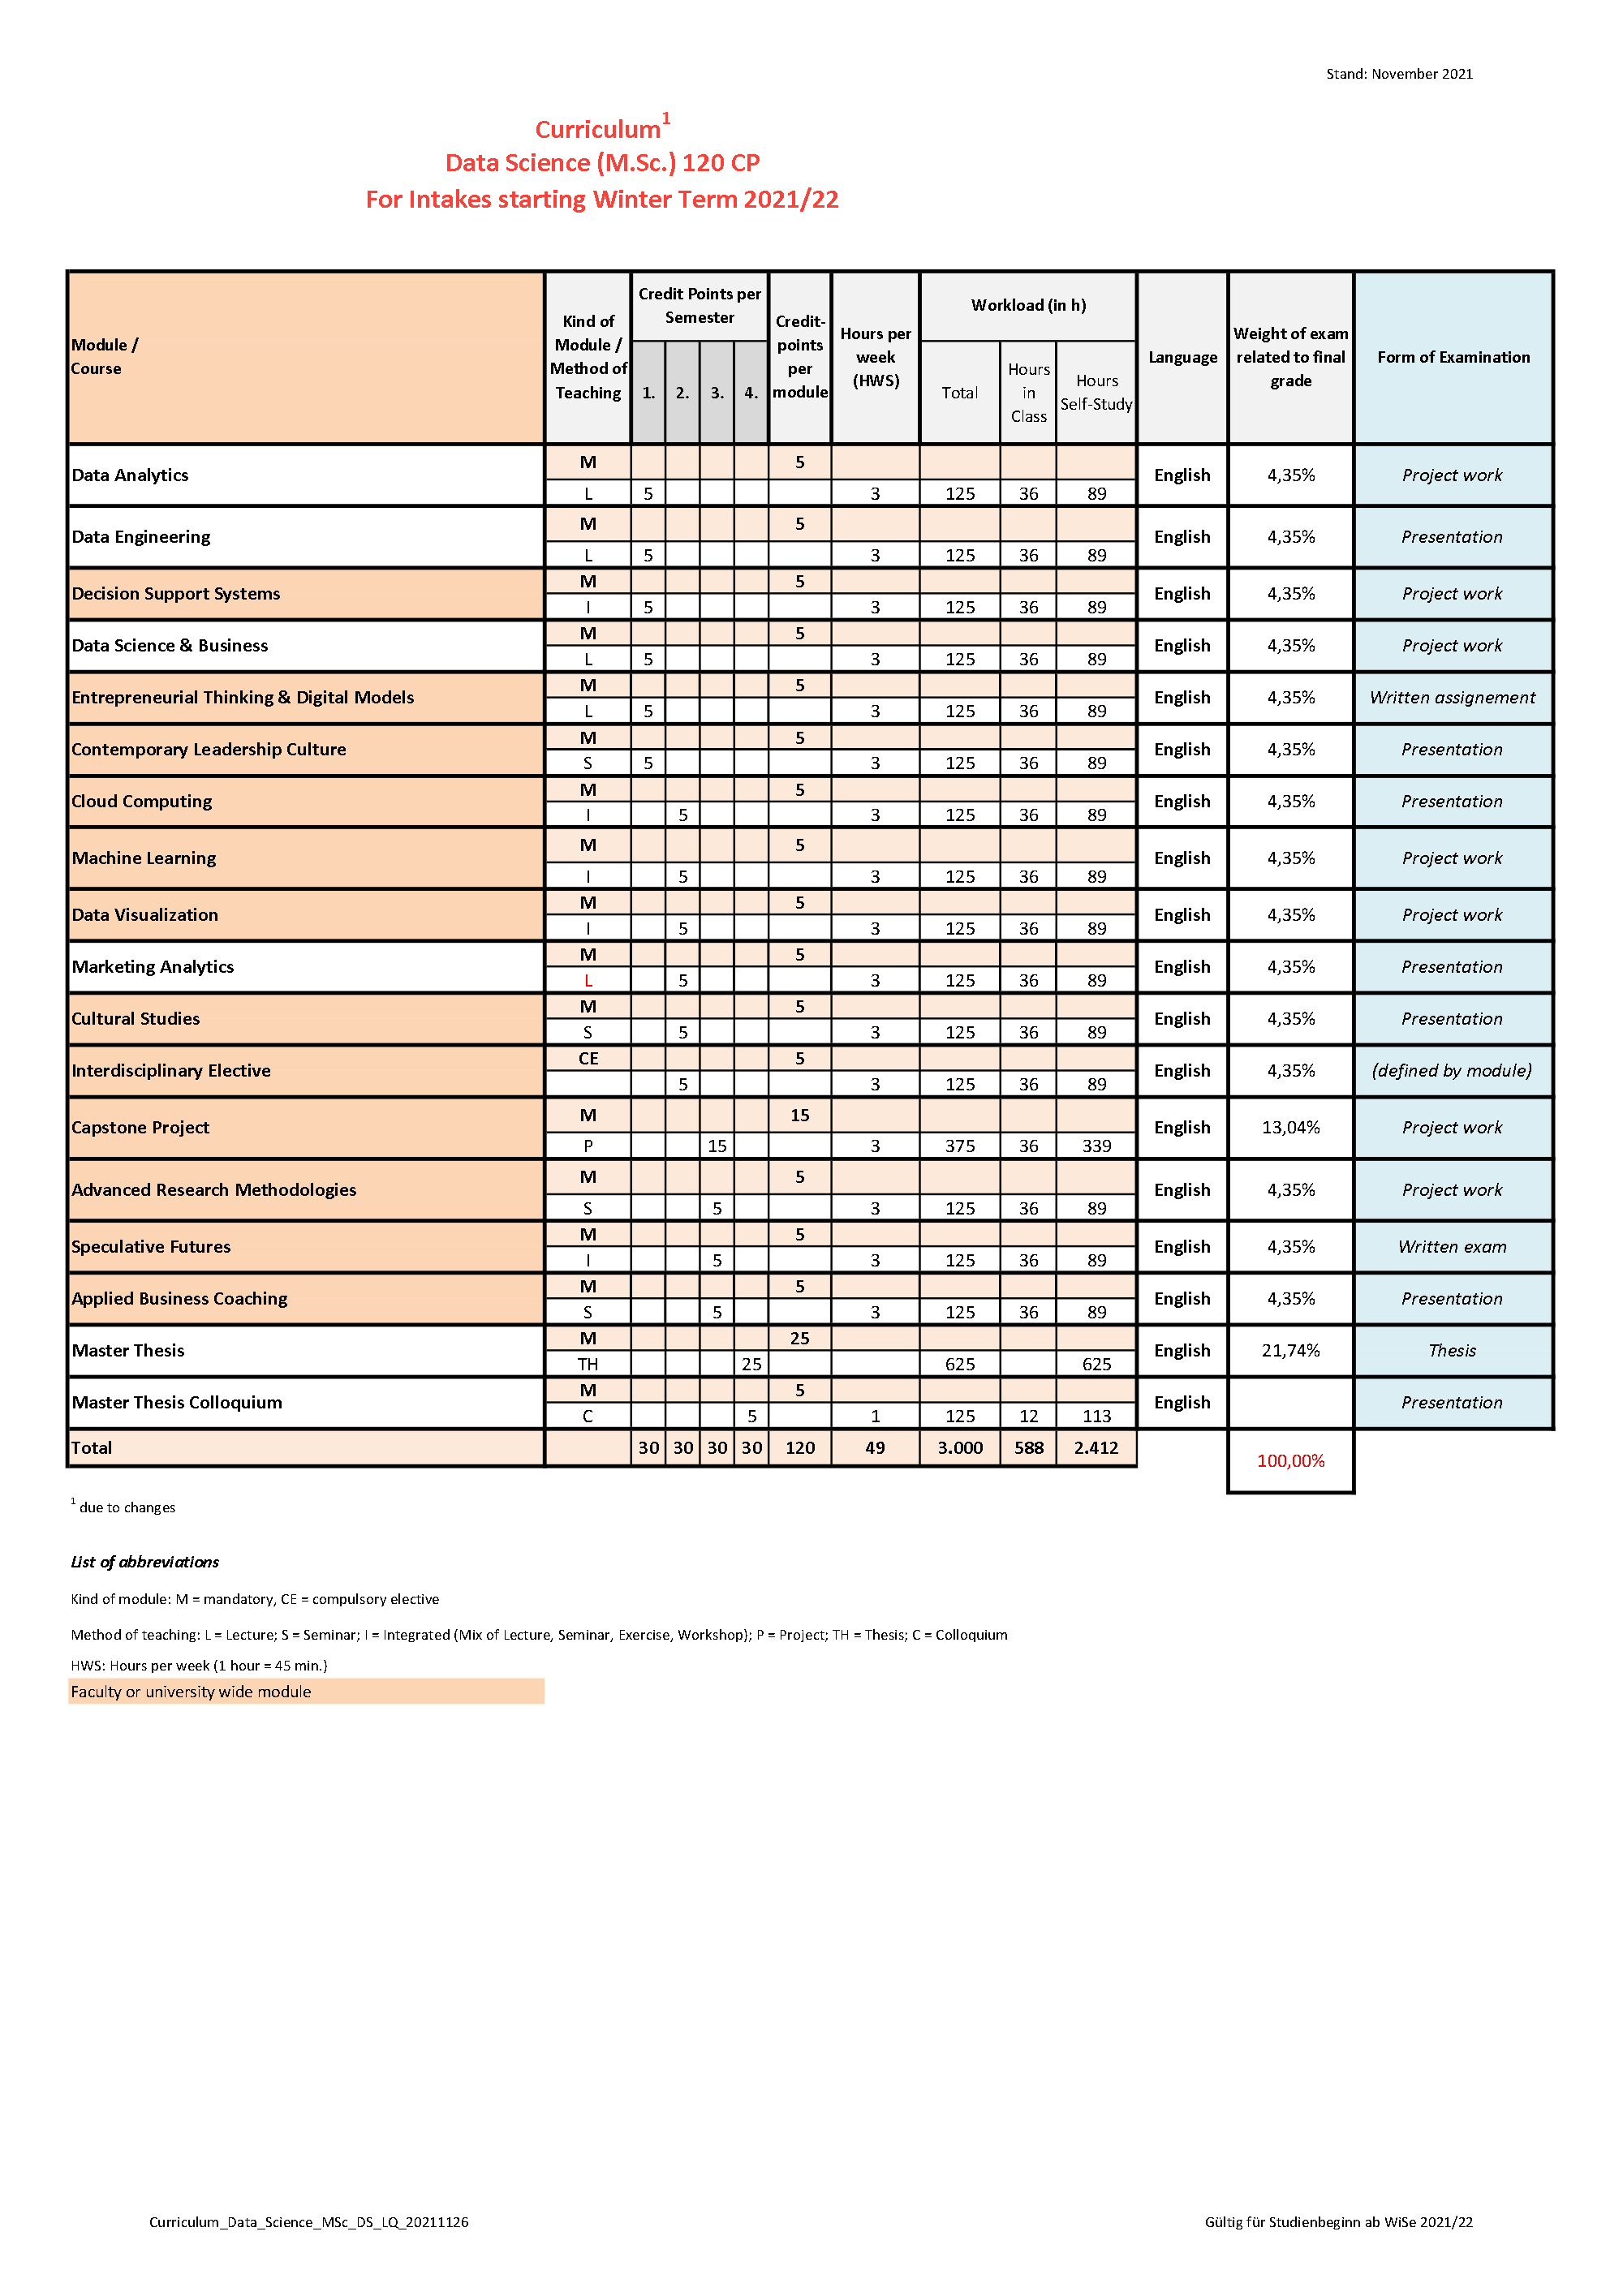 Stand: November 2021
Curriculum1
Data Science (M.Sc.) 120 CP
For Intakes starting Winter Term 2021/22
Module / Course Kind of Module / Method of Teaching Credit Points per Semester 1. 2. 3. 4. Credit- points per module Hours per week (HWS) Workload (in h) Total Hours in Class Hours Self-Study Language Weight of exam related to final grade Form of Examination
Data Analytics M 5 English 4,35% Project work
L 5 3 125 36 89
Data Engineering M 5 English 4,35% Presentation
L 5 3 125 36 89
Decision Support Systems M 5 English 4,35% Project work
I 5 3 125 36 89
Data Science & Business M 5 English 4,35% Project work
L 5 3 125 36 89
Entrepreneurial Thinking & Digital Models M 5 English 4,35% Written assignement
L 5 3 125 36 89
Contemporary Leadership Culture M 5 English 4,35% Presentation
S 5 3 125 36 89
Cloud Computing M 5 English 4,35% Presentation
I 5 3 125 36 89
Machine Learning M 5 English 4,35% Project work
I 5 3 125 36 89
Data Visualization M 5 English 4,35% Project work
I 5 3 125 36 89
Marketing Analytics M 5 English 4,35% Presentation
L 5 3 125 36 89
Cultural Studies M 5 English 4,35% Presentation
S 5 3 125 36 89
Interdisciplinary Elective CE 5 English 4,35% (defined by module)
5 3 125 36 89
Capstone Project M 15 English 13,04% Project work
P 15 3 375 36 339
Advanced Research Methodologies M 5 English 4,35% Project work
S 5 3 125 36 89
Speculative Futures M 5 English 4,35% Written exam
I 5 3 125 36 89
Applied Business Coaching M 5 English 4,35% Presentation
S 5 3 125 36 89
Master Thesis M 25 English 21,74% Thesis
TH 25 625 625
Master Thesis Colloquium M 5 English Presentation
C 5 1 125 12 113
Total 30 30 30 30 120 49 3.000 588 2.412 100,00%
1 due to changes
List of abbreviations
Kind of module: M = mandatory, CE = compulsory elective
Method of teaching: L = Lecture; S = Seminar; I = Integrated (Mix of Lecture, Seminar, Exercise, Workshop); P = Project; TH = Thesis; C = Colloquium
HWS: Hours per week (1 hour = 45 min.)
Faculty or university wide module
Curriculum_Data_Science_MSc_DS_LQ_20211126 Gültig für Studienbeginn ab WiSe 2021/22